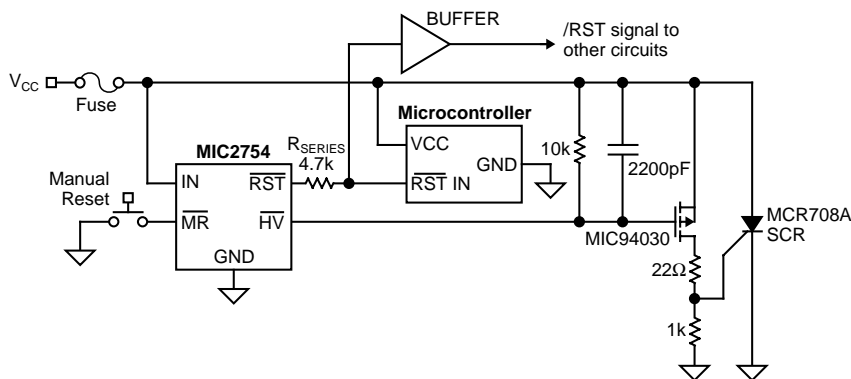 BUFFER
/RST signal to
other circuits
VCC
Fuse
Microcontroller
MIC2754
RSERIES
4.7k
VCC
GND
10k
2200pF
Manual
Reset
IN
RST
RST IN
MR
HV
GND
MIC94030
MCR708A
SCR
22Ω
1k